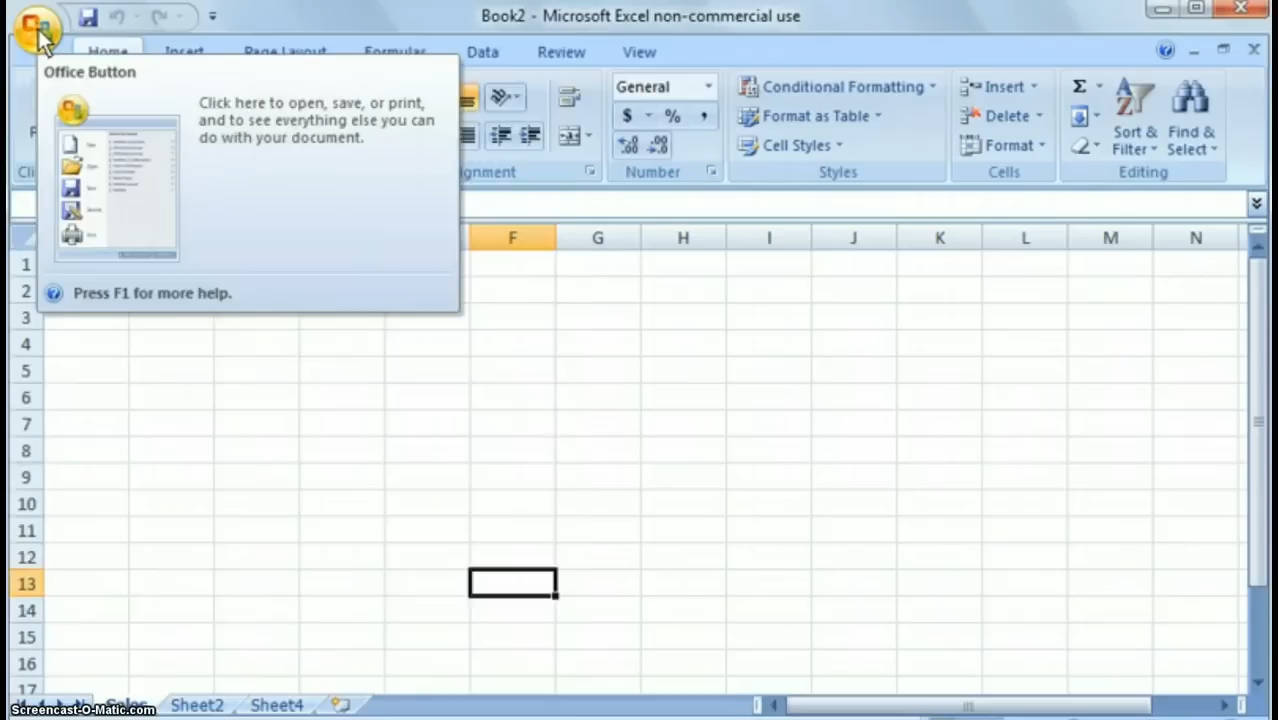 Book2 - Microsoft Excel non-commercial use
Home Insert Page Layout Formulas Data Review View
Office Button
Click here to open, save, or print,
and to see everything else you can
do with your document.
Press F1 for more help.
General
$ % ,
Number
Conditional Formatting
Format as Table
Cell Styles
Styles
Insert
Delete
Format
Cells
Σ
Sort &
Filter
Find &
Select
Editing
F G H I J K L M N
1
2
3
4
5
6
7
8
9
10
11
12
13
14
15
16
17
Sales Sheet2 Sheet4
Screencast-O-Matic.com